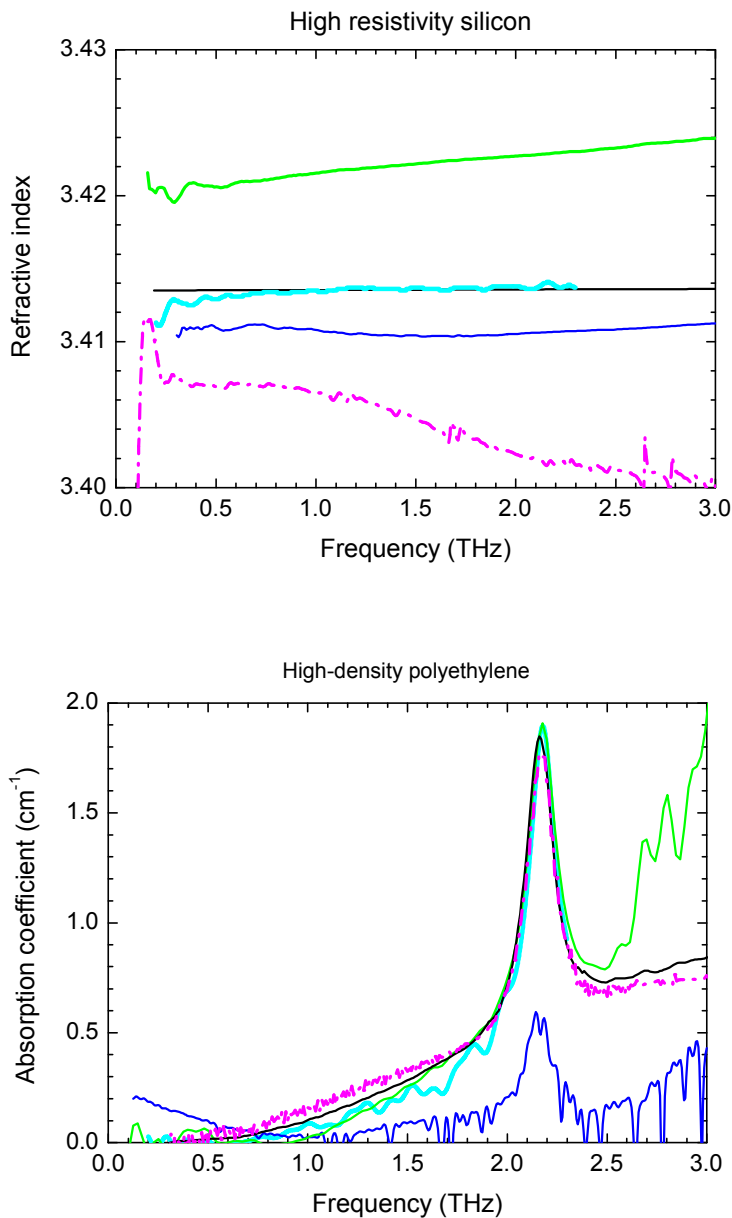 High resistivity silicon
3.43
3.42
3.41
3.40
Refractive index
0.0 0.5 1.0 1.5 2.0 2.5 3.0
Frequency (THz)
High-density polyethylene
2.0
1.5
1.0
0.5
0.0
Absorption coefficient (cm⁻¹)
0.0 0.5 1.0 1.5 2.0 2.5 3.0
Frequency (THz)